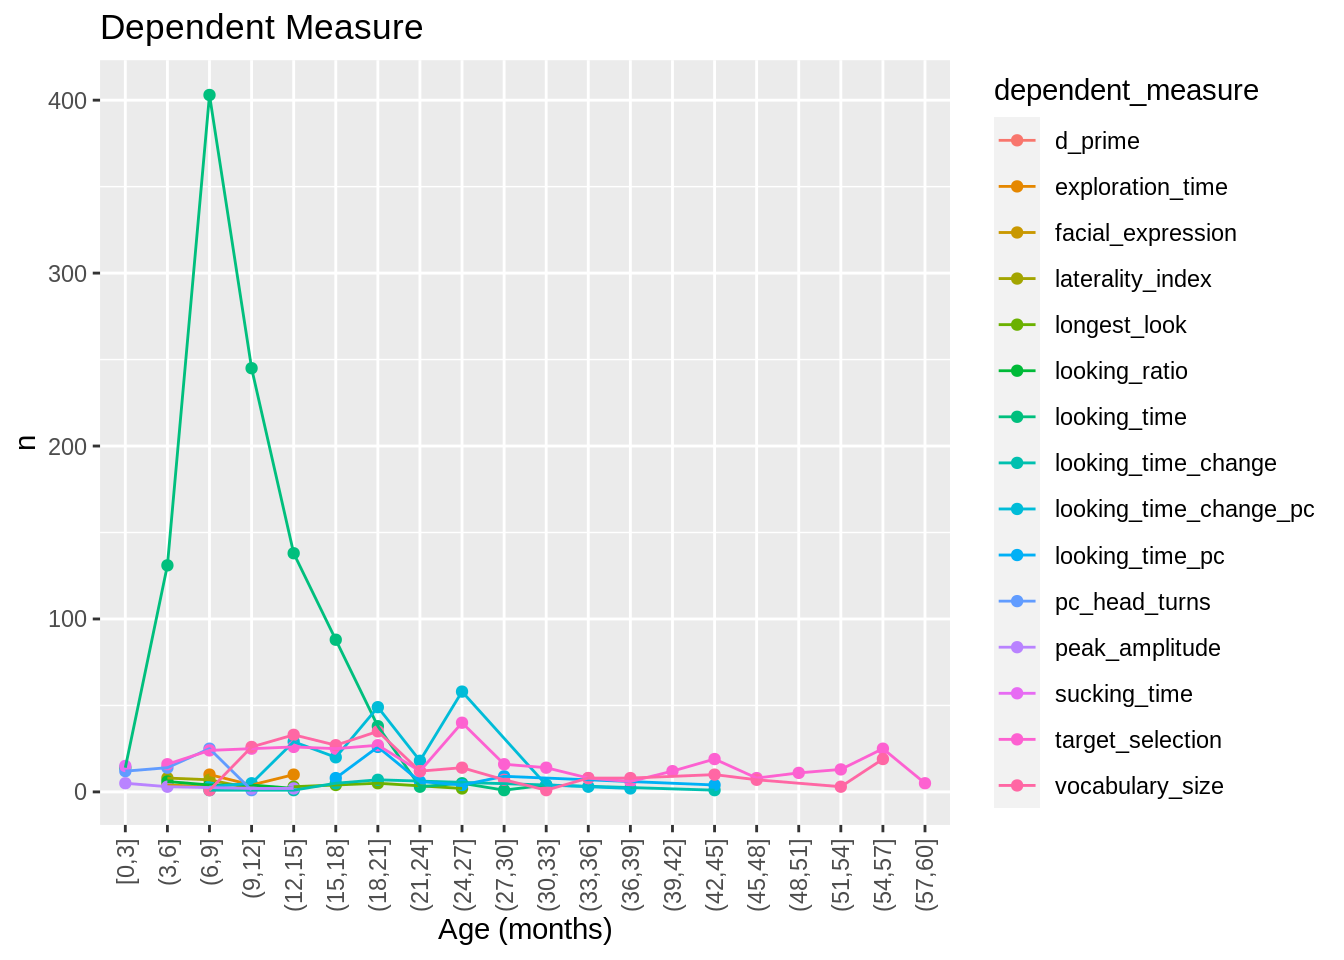 Dependent Measure
400
300
200
100
0
n
[0,3]
(3,6]
(6,9]
(9,12]
(12,15]
(15,18]
(18,21]
(21,24]
(24,27]
(27,30]
(30,33]
(33,36]
(36,39]
(39,42]
(42,45]
(45,48]
(48,51]
(51,54]
(54,57]
(57,60]
Age (months)
dependent_measure
d_prime
exploration_time
facial_expression
laterality_index
longest_look
looking_ratio
looking_time
looking_time_change
looking_time_change_pc
looking_time_pc
pc_head_turns
peak_amplitude
sucking_time
target_selection
vocabulary_size